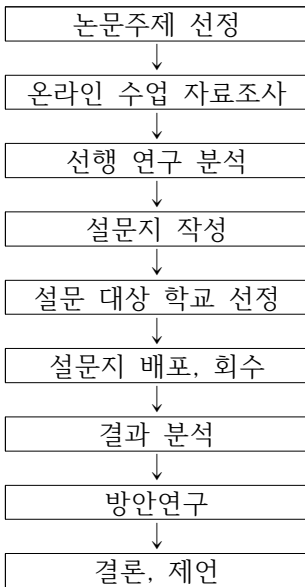 논문주제 선정
온라인 수업 자료조사
선행 연구 분석
설문지 작성
설문 대상 학교 선정
설문지 배포, 회수
결과 분석
방안연구
결론, 제언